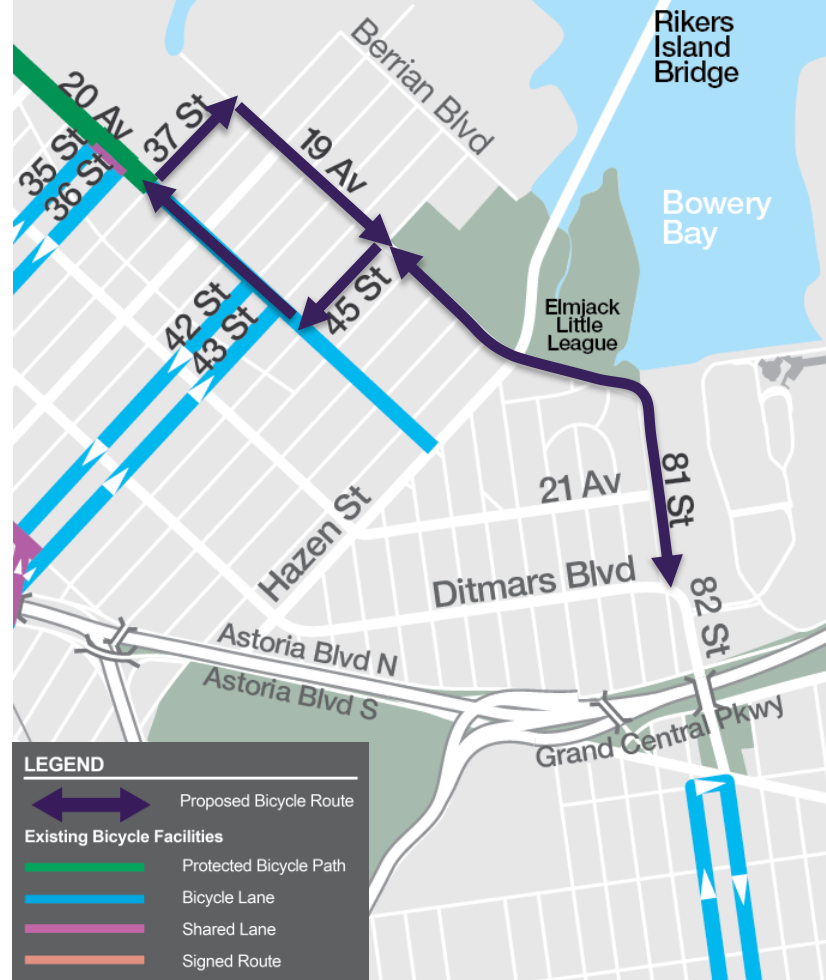 Rikers
Island
Bridge
Berrian Blvd
20 Av
37 St
35 St
36 St
19 Av
Bowery
Bay
45 St
Elmjack
Little
League
42 St
43 St
81 St
21 Av
Hazen St
Ditmars Blvd
82 St
Astoria Blvd N
Astoria Blvd S
Grand Central Pkwy
LEGEND
Proposed Bicycle Route
Existing Bicycle Facilities
Protected Bicycle Path
Bicycle Lane
Shared Lane
Signed Route